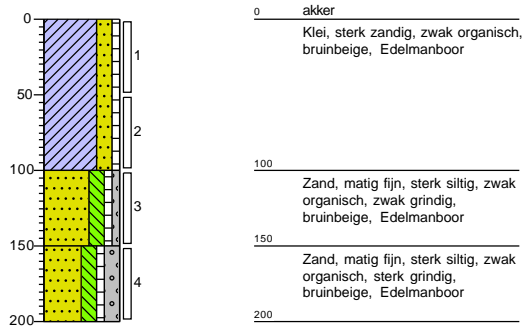 0
50
100
150
200
1
2
3
4
0 akker
Klei, sterk zandig, zwak organisch,
bruinbeige, Edelmanboor
100
Zand, matig fijn, sterk siltig, zwak
organisch, zwak grindig,
bruinbeige, Edelmanboor
150
Zand, matig fijn, sterk siltig, zwak
organisch, sterk grindig,
bruinbeige, Edelmanboor
200